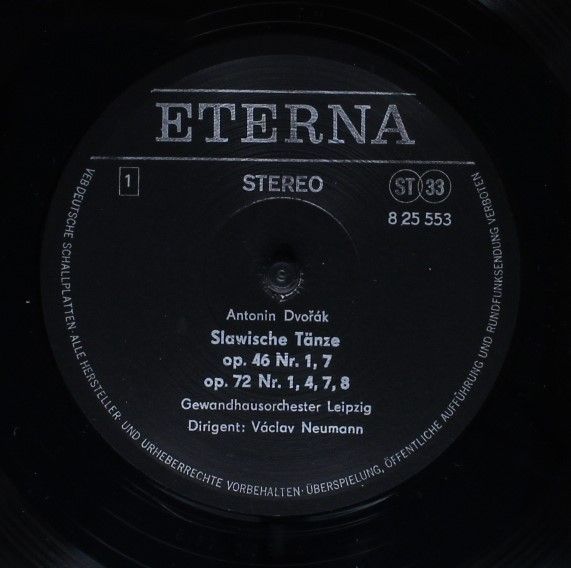 ETERNA
1
STEREO
ST 33
8 25 553
Antonin Dvořák
Slawische Tänze
op. 46 Nr. 1, 7
op. 72 Nr. 1, 4, 7, 8
Gewandhausorchester Leipzig
Dirigent: Václav Neumann
VEB DEUTSCHE SCHALLPLATTEN · ALLE HERSTELLER- UND URHEBERRECHTE VORBEHALTEN · ÜBERSPIELUNG, ÖFFENTLICHE AUFFÜHRUNG UND RUNDFUNKSENDUNG VERBOTEN